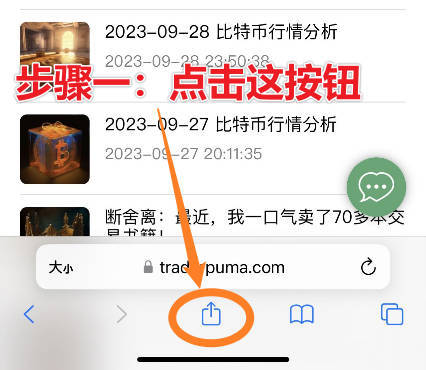 2023-09-28 比特币行情分析
2023-09-28 23:50:38
步骤一：点击这按钮
2023-09-27 比特币行情分析
2023-09-27 20:11:35
断舍离：最近，我一口气卖了70多本交
易书籍！
大小
tradepuma.com